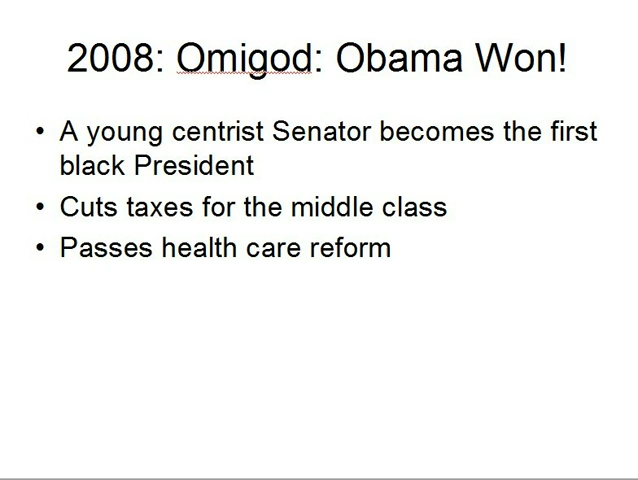 2008: Omigod: Obama Won!
• A young centrist Senator becomes the first
black President
• Cuts taxes for the middle class
• Passes health care reform